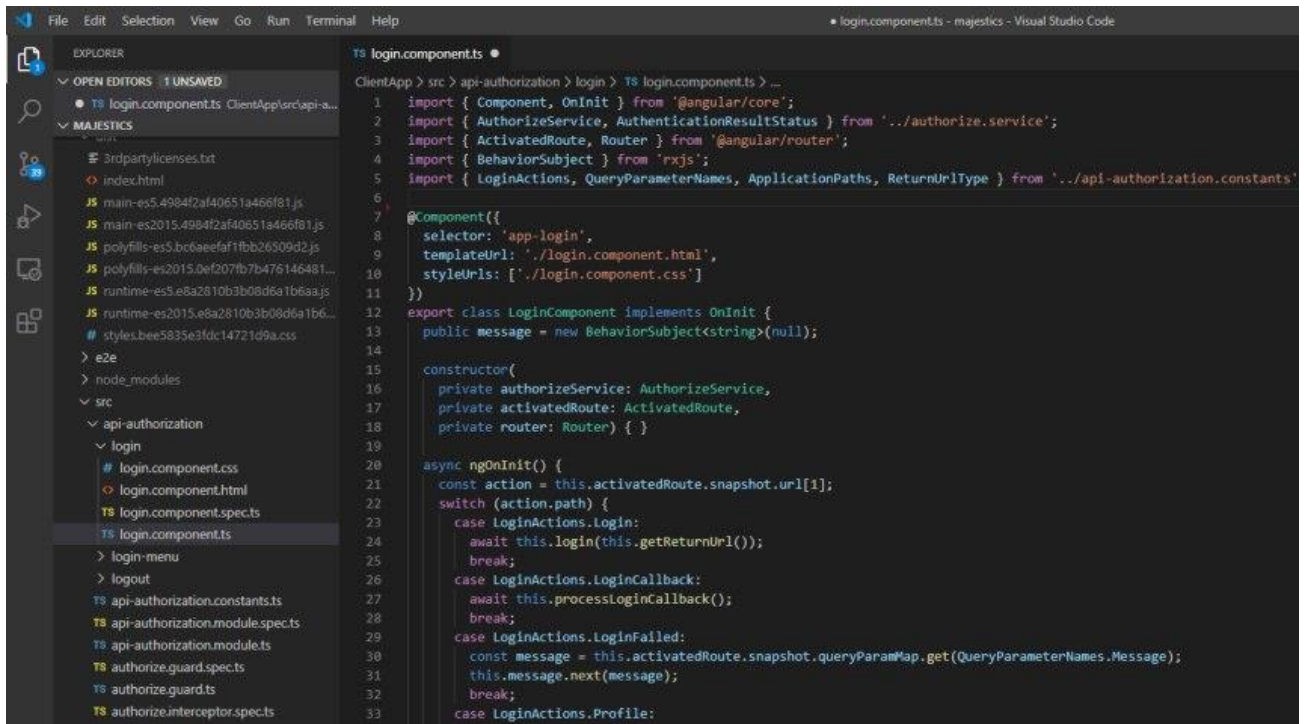 File Edit Selection View Go Run Terminal Help
● login.component.ts - majestics - Visual Studio Code
EXPLORER
OPEN EDITORS 1 UNSAVED
● TS login.component.ts ClientApp\src\api-a...
MAJESTICS
3rdpartylicenses.txt
<> index.html
JS main-es5.4984f2af40651a466f81.js
JS main-es2015.4984f2af40651a466f81.js
JS polyfills-es5.bc6aeefaf1fbb26509d2.js
JS polyfills-es2015.0ef207fb7b476146481...
JS runtime-es5.e8a2810b3b08d6a1b6aa.js
JS runtime-es2015.e8a2810b3b08d6a1b6...
# styles.bee5835e3fdc14721d9a.css
> e2e
> node_modules
src
api-authorization
login
# login.component.css
<> login.component.html
TS login.component.spec.ts
TS login.component.ts
> login-menu
> logout
TS api-authorization.constants.ts
TS api-authorization.module.spec.ts
TS api-authorization.module.ts
TS authorize.guard.spec.ts
TS authorize.guard.ts
TS authorize.interceptor.spec.ts
1
39
TS login.component.ts ●
ClientApp > src > api-authorization > login > TS login.component.ts > ...
1 import { Component, OnInit } from '@angular/core';
2 import { AuthorizeService, AuthenticationResultStatus } from '../authorize.service';
3 import { ActivatedRoute, Router } from '@angular/router';
4 import { BehaviorSubject } from 'rxjs';
5 import { LoginActions, QueryParameterNames, ApplicationPaths, ReturnUrlType } from '../api-authorization.constants'
6
7 @Component({
8 selector: 'app-login',
9 templateUrl: './login.component.html',
10 styleUrls: ['./login.component.css']
11 })
12 export class LoginComponent implements OnInit {
13 public message = new BehaviorSubject<string>(null);
14
15 constructor(
16 private authorizeService: AuthorizeService,
17 private activatedRoute: ActivatedRoute,
18 private router: Router) { }
19
20 async ngOnInit() {
21 const action = this.activatedRoute.snapshot.url[1];
22 switch (action.path) {
23 case LoginActions.Login:
24 await this.login(this.getReturnUrl());
25 break;
26 case LoginActions.LoginCallback:
27 await this.processLoginCallback();
28 break;
29 case LoginActions.LoginFailed:
30 const message = this.activatedRoute.snapshot.queryParamMap.get(QueryParameterNames.Message);
31 this.message.next(message);
32 break;
33 case LoginActions.Profile: